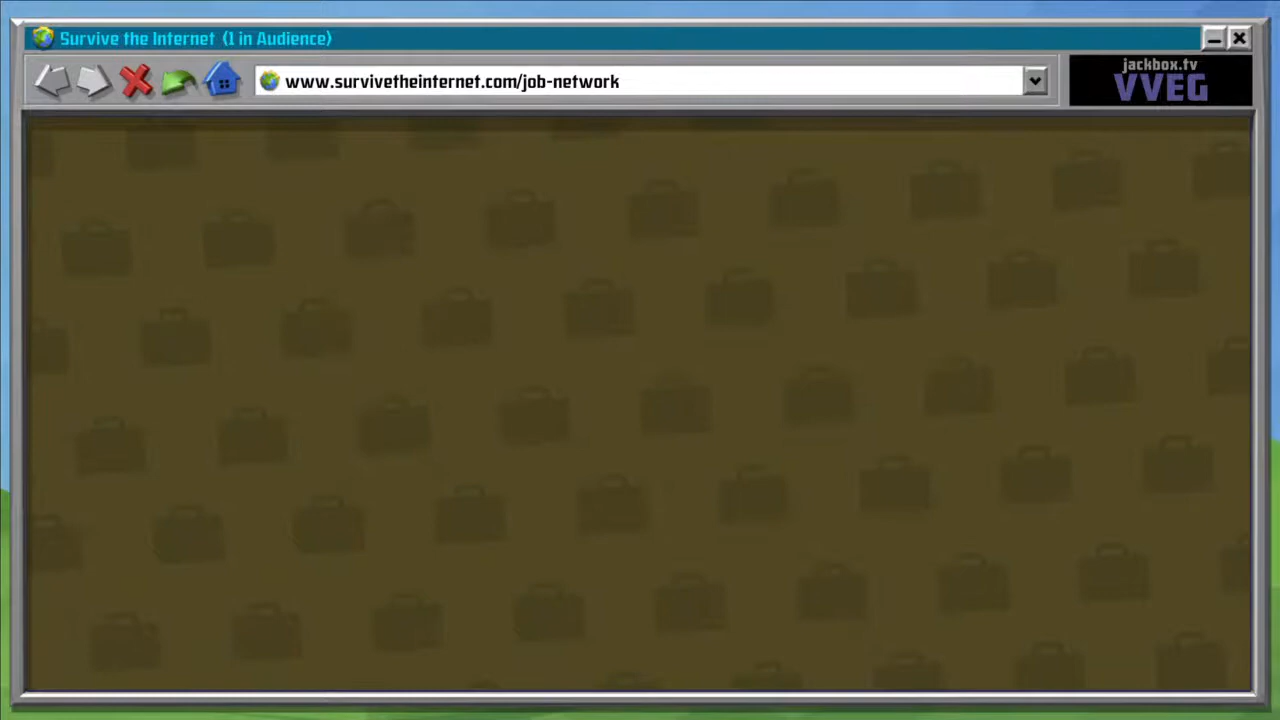 Survive the Internet (1 in Audience)
www.survivetheinternet.com/job-network
jackbox.tv
VVEG